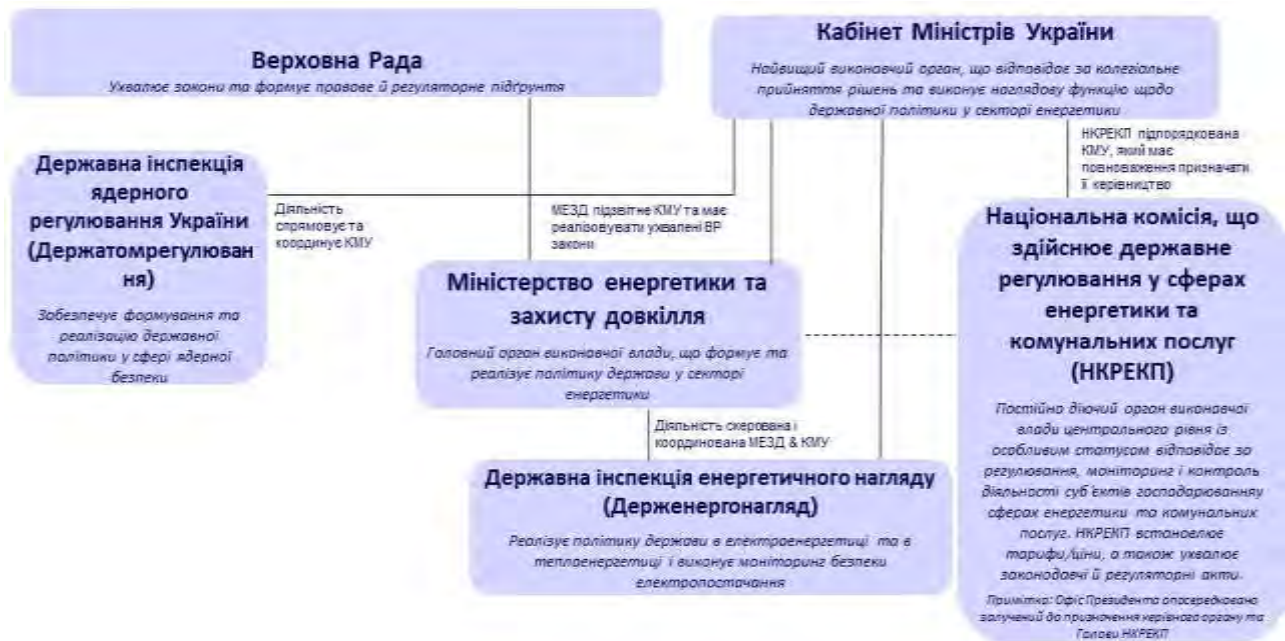 Верховна Рада
Ухвалює закони та формує правове й регуляторне підґрунтя
Кабінет Міністрів України
Найвищий виконавчий орган, що відповідає за колегіальне
прийняття рішень та виконує наглядову функцію щодо
державної політики у секторі енергетики
НКРЕКП підпорядкована
КМУ, який має
повноваження призначати
її керівництво
Державна інспекція
ядерного
регулювання України
(Держатомрегулюван
ня)
Забезпечує формування та
реалізацію державної
політики у сфері ядерної
безпеки
Діяльність
спрямовує та
координує КМУ
МЕЗД підзвітне КМУ та має
реалізовувати ухвалені ВР
закони
Міністерство енергетики та
захисту довкілля
Головний орган виконавчої влади, що формує та
реалізує політику держави у секторі
енергетики
Діяльність скерована і
координована МЕЗД & КМУ
Державна інспекція енергетичного нагляду
(Держенергонагляд)
Реалізує політику держави в електроенергетиці та в
теплоенергетиці і виконує моніторинг безпеки
електропостачання
Національна комісія, що
здійснює державне
регулювання у сферах
енергетики та
комунальних послуг
(НКРЕКП)
Постійно діючий орган виконавчої
влади центрального рівня із
особливим статусом відповідає за
регулювання, моніторинг і контроль
діяльності суб'єктів господарюванняу
сферах енергетики та комунальних
послуг. НКРЕКП встановлює
тарифи/ціни, а також ухвалює
законодавчі й регуляторні акти.
Примітка: Офіс Президента опосередковано
залучений до призначення керівного органу та
Голови НКРЕКП